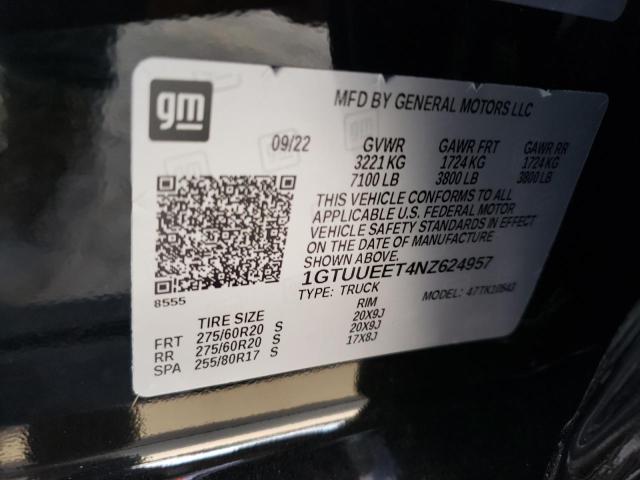 gm
MFD BY GENERAL MOTORS LLC
09/22 GVWR GAWR FRT GAWR RR
3221 KG 1724 KG 1724 KG
7100 LB 3800 LB 3800 LB
THIS VEHICLE CONFORMS TO ALL
APPLICABLE U.S. FEDERAL MOTOR
VEHICLE SAFETY STANDARDS IN EFFECT
ON THE DATE OF MANUFACTURE
SHOWN ABOVE.
1GTUUEET4NZ624957
8555
TYPE: TRUCK MODEL: 47TK10543
TIRE SIZE RIM
FRT 275/60R20 S 20X9J
RR 275/60R20 S 20X9J
SPA 255/80R17 S 17X8J